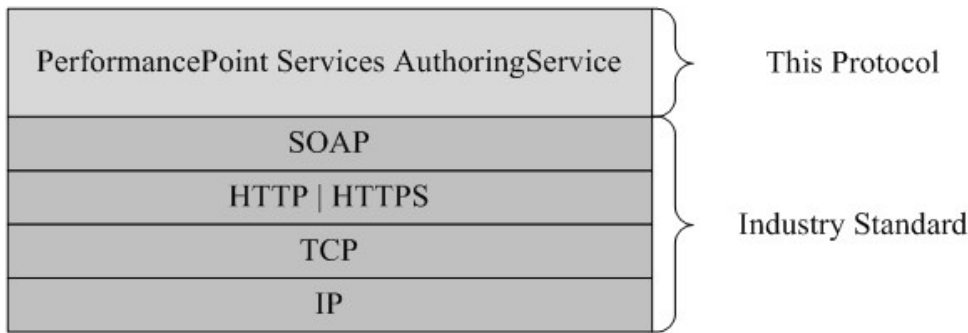 PerformancePoint Services AuthoringService
This Protocol
SOAP
HTTP | HTTPS
TCP
IP
Industry Standard